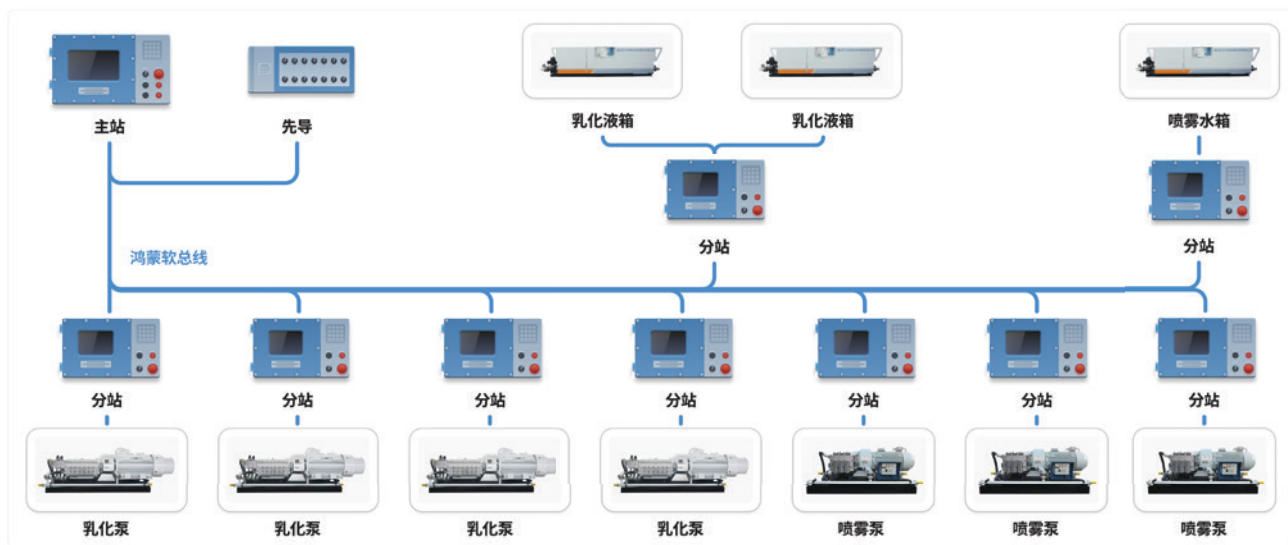 主站
先导
乳化液箱
乳化液箱
喷雾水箱
分站
分站
鸿蒙软总线
分站
分站
分站
分站
分站
分站
分站
乳化泵
乳化泵
乳化泵
乳化泵
喷雾泵
喷雾泵
喷雾泵